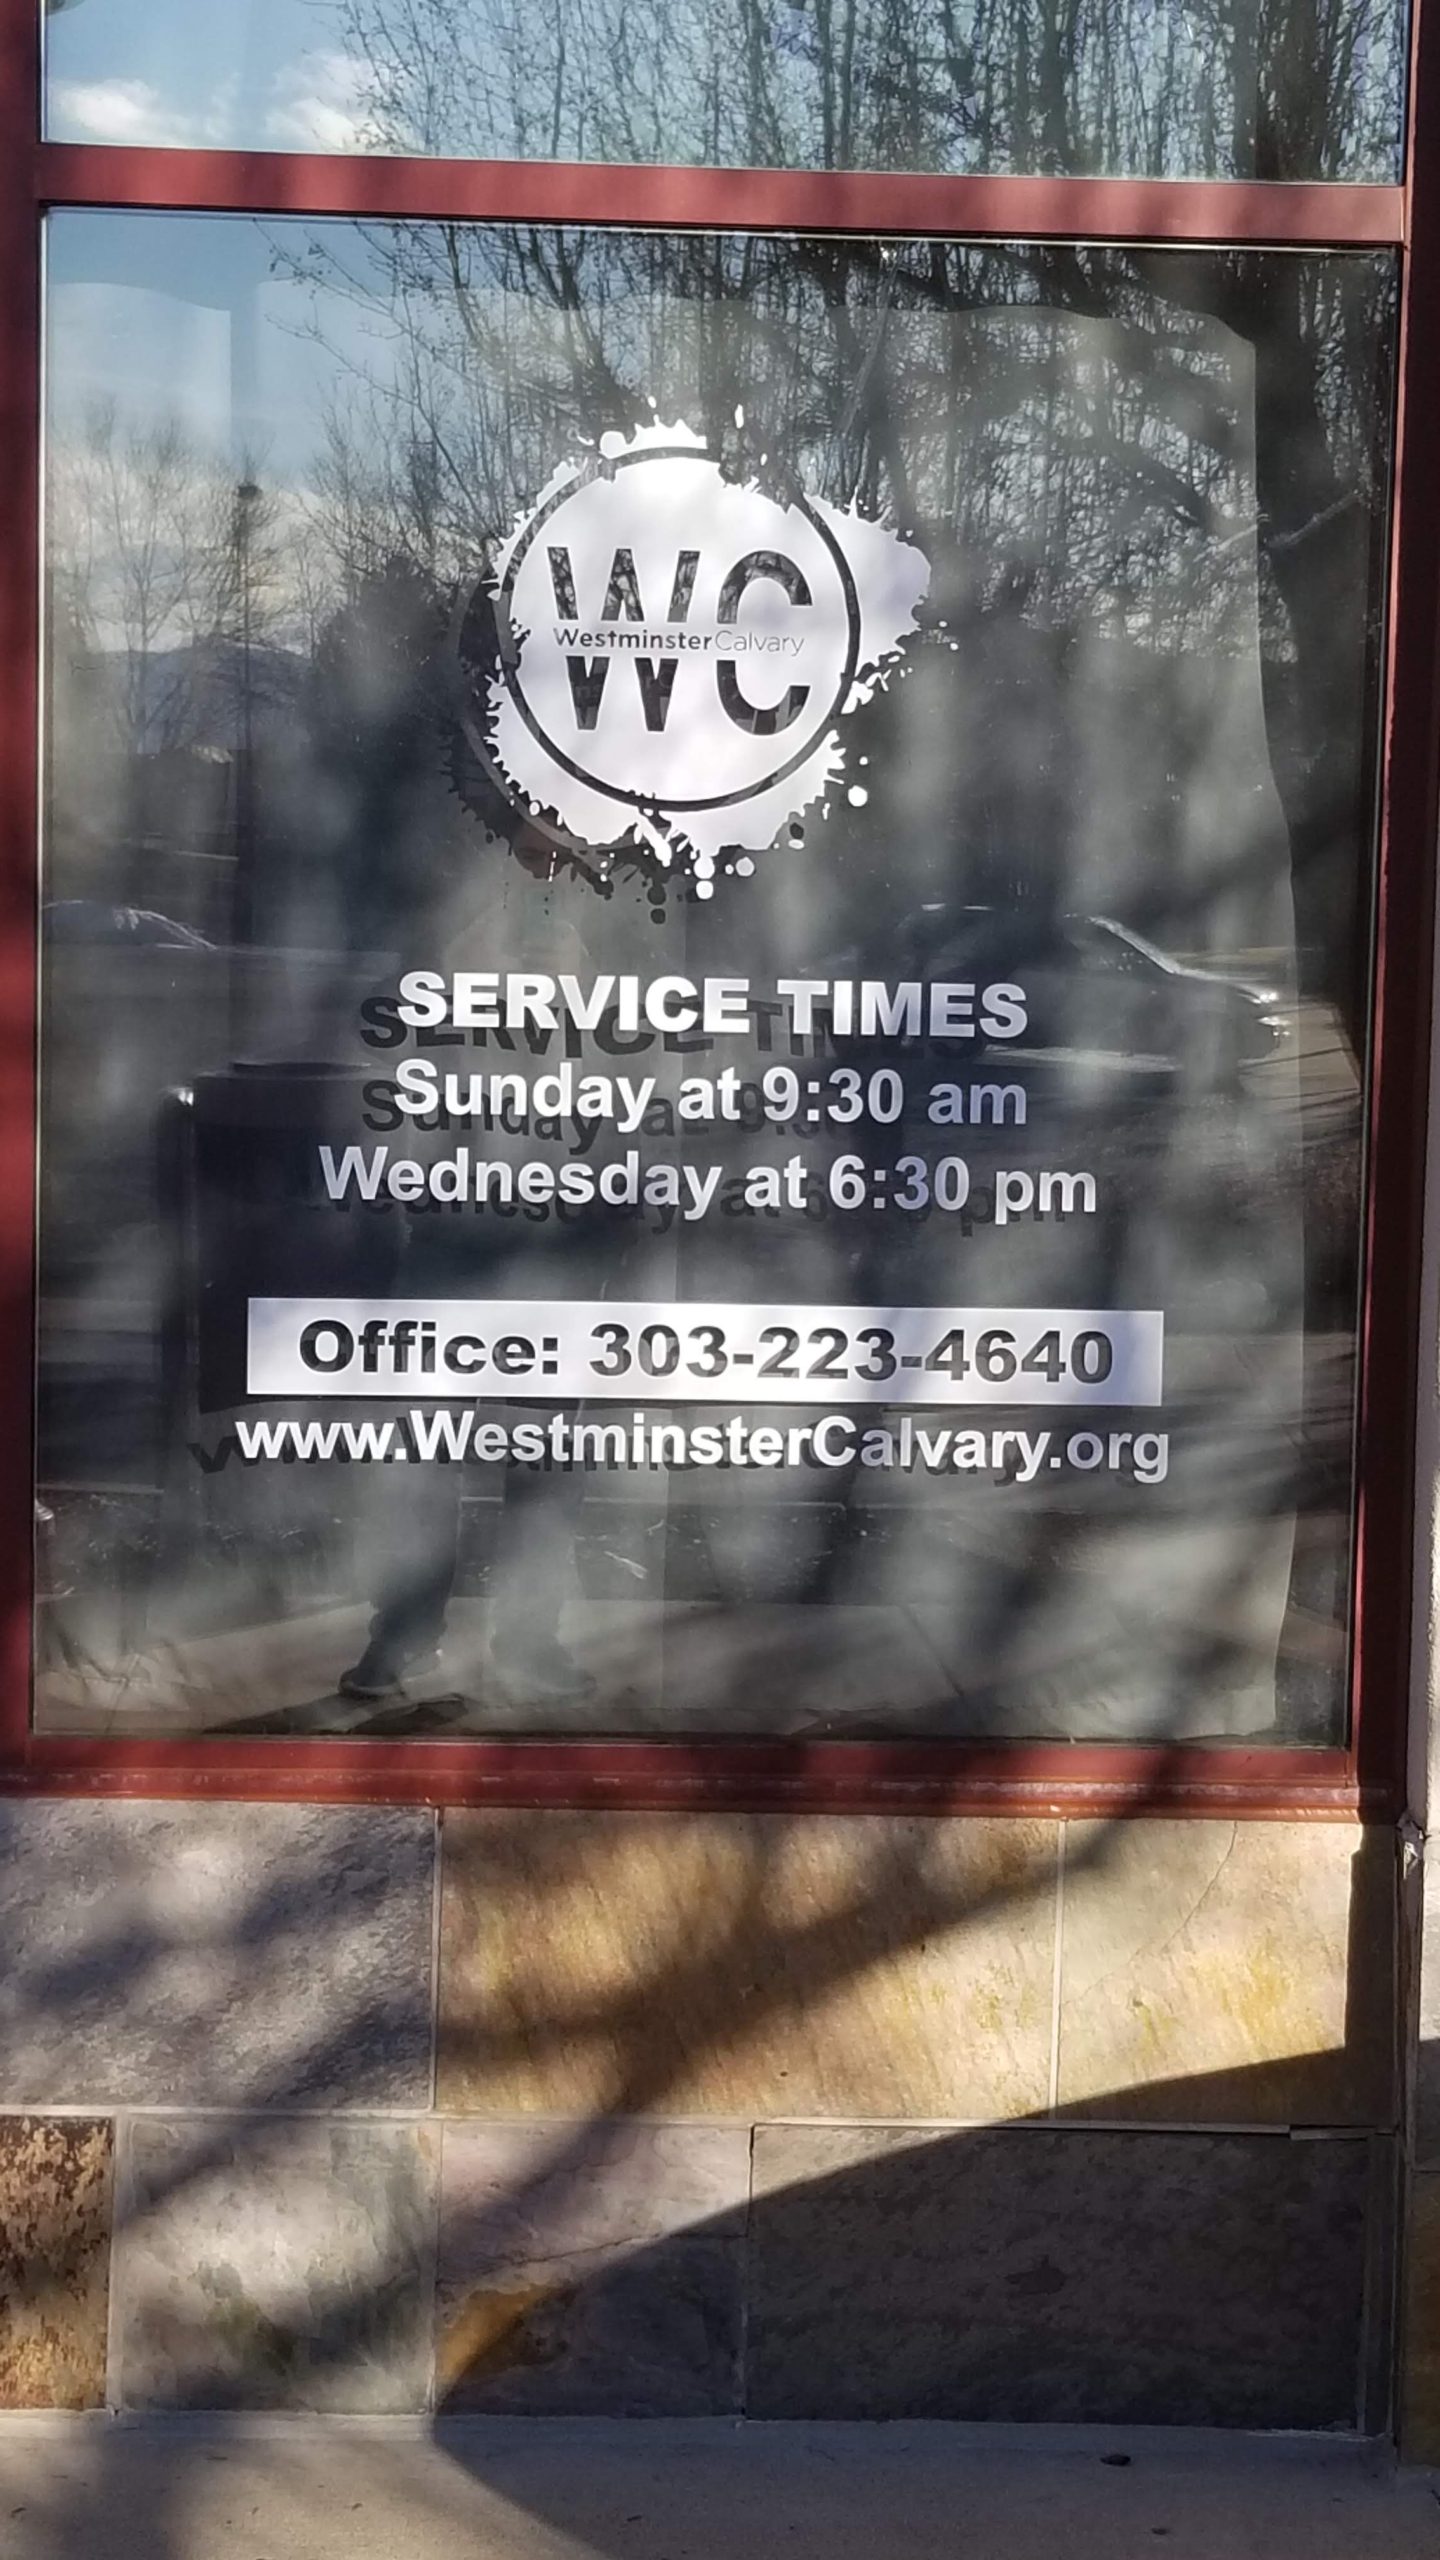 WC
WestminsterCalvary
SERVICE TIMES
Sunday at 9:30 am
Wednesday at 6:30 pm
Office: 303-223-4640
www.WestminsterCalvary.org